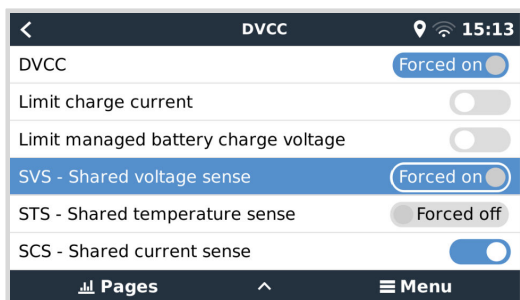 DVCC 15:13
DVCC Forced on
Limit charge current
Limit managed battery charge voltage
SVS - Shared voltage sense Forced on
STS - Shared temperature sense Forced off
SCS - Shared current sense
Pages Menu